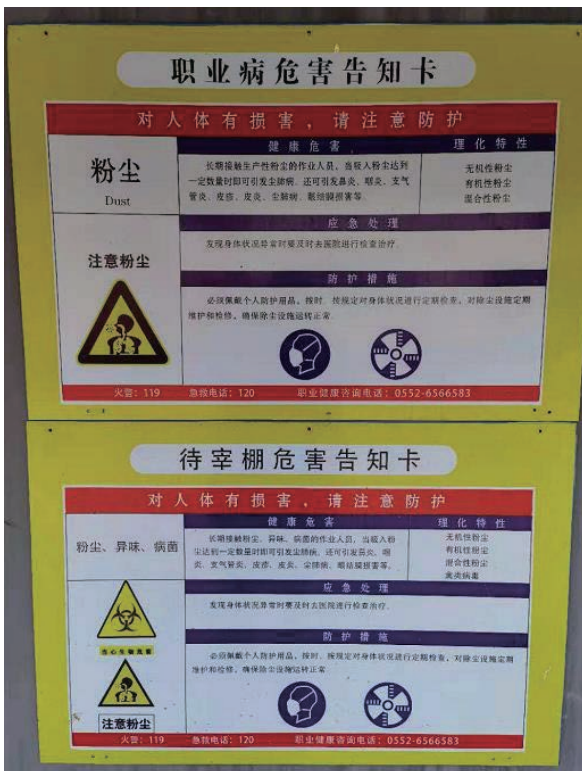 职业病危害告知卡
对人体有损害，请注意防护
粉尘
Dust
注意粉尘
健康危害
长期接触生产性粉尘的作业人员，当吸入粉尘达到
一定数量时即可引发尘肺病，还可引发鼻炎、咽炎、支气
管炎、皮疹、皮炎、尘肺病、眼结膜损害等。
理化特性
无机性粉尘
有机性粉尘
混合性粉尘
应急处理
发现身体状况异常时要及时去医院进行检查治疗。
防护措施
必须佩戴个人防护用品，按时、按规定对身体状况进行定期检查，对除尘设施定期
维护和检修，确保除尘设施运转正常
火警：119 急救电话：120 职业健康咨询电话：0552-6566583
待宰棚危害告知卡
对人体有损害，请注意防护
粉尘、异味、病菌
当心生物危害
注意粉尘
健康危害
长期接触粉尘、异味、病菌的作业人员，当吸入粉
尘达到一定数量时即可引发尘肺病，还可引发鼻炎、咽
炎、支气管炎、皮疹、皮炎、尘肺病、眼结膜损害等。
理化特性
无机性粉尘
有机性粉尘
混合性粉尘
禽类病毒
应急处理
发现身体状况异常时要及时去医院进行检查治疗。
防护措施
必须佩戴个人防护用品，按时、按规定对身体状况进行定期检查，对除尘设施定期
维护和检修，确保除尘设施运转正常
火警：119 急救电话：120 职业健康咨询电话：0552-6566583